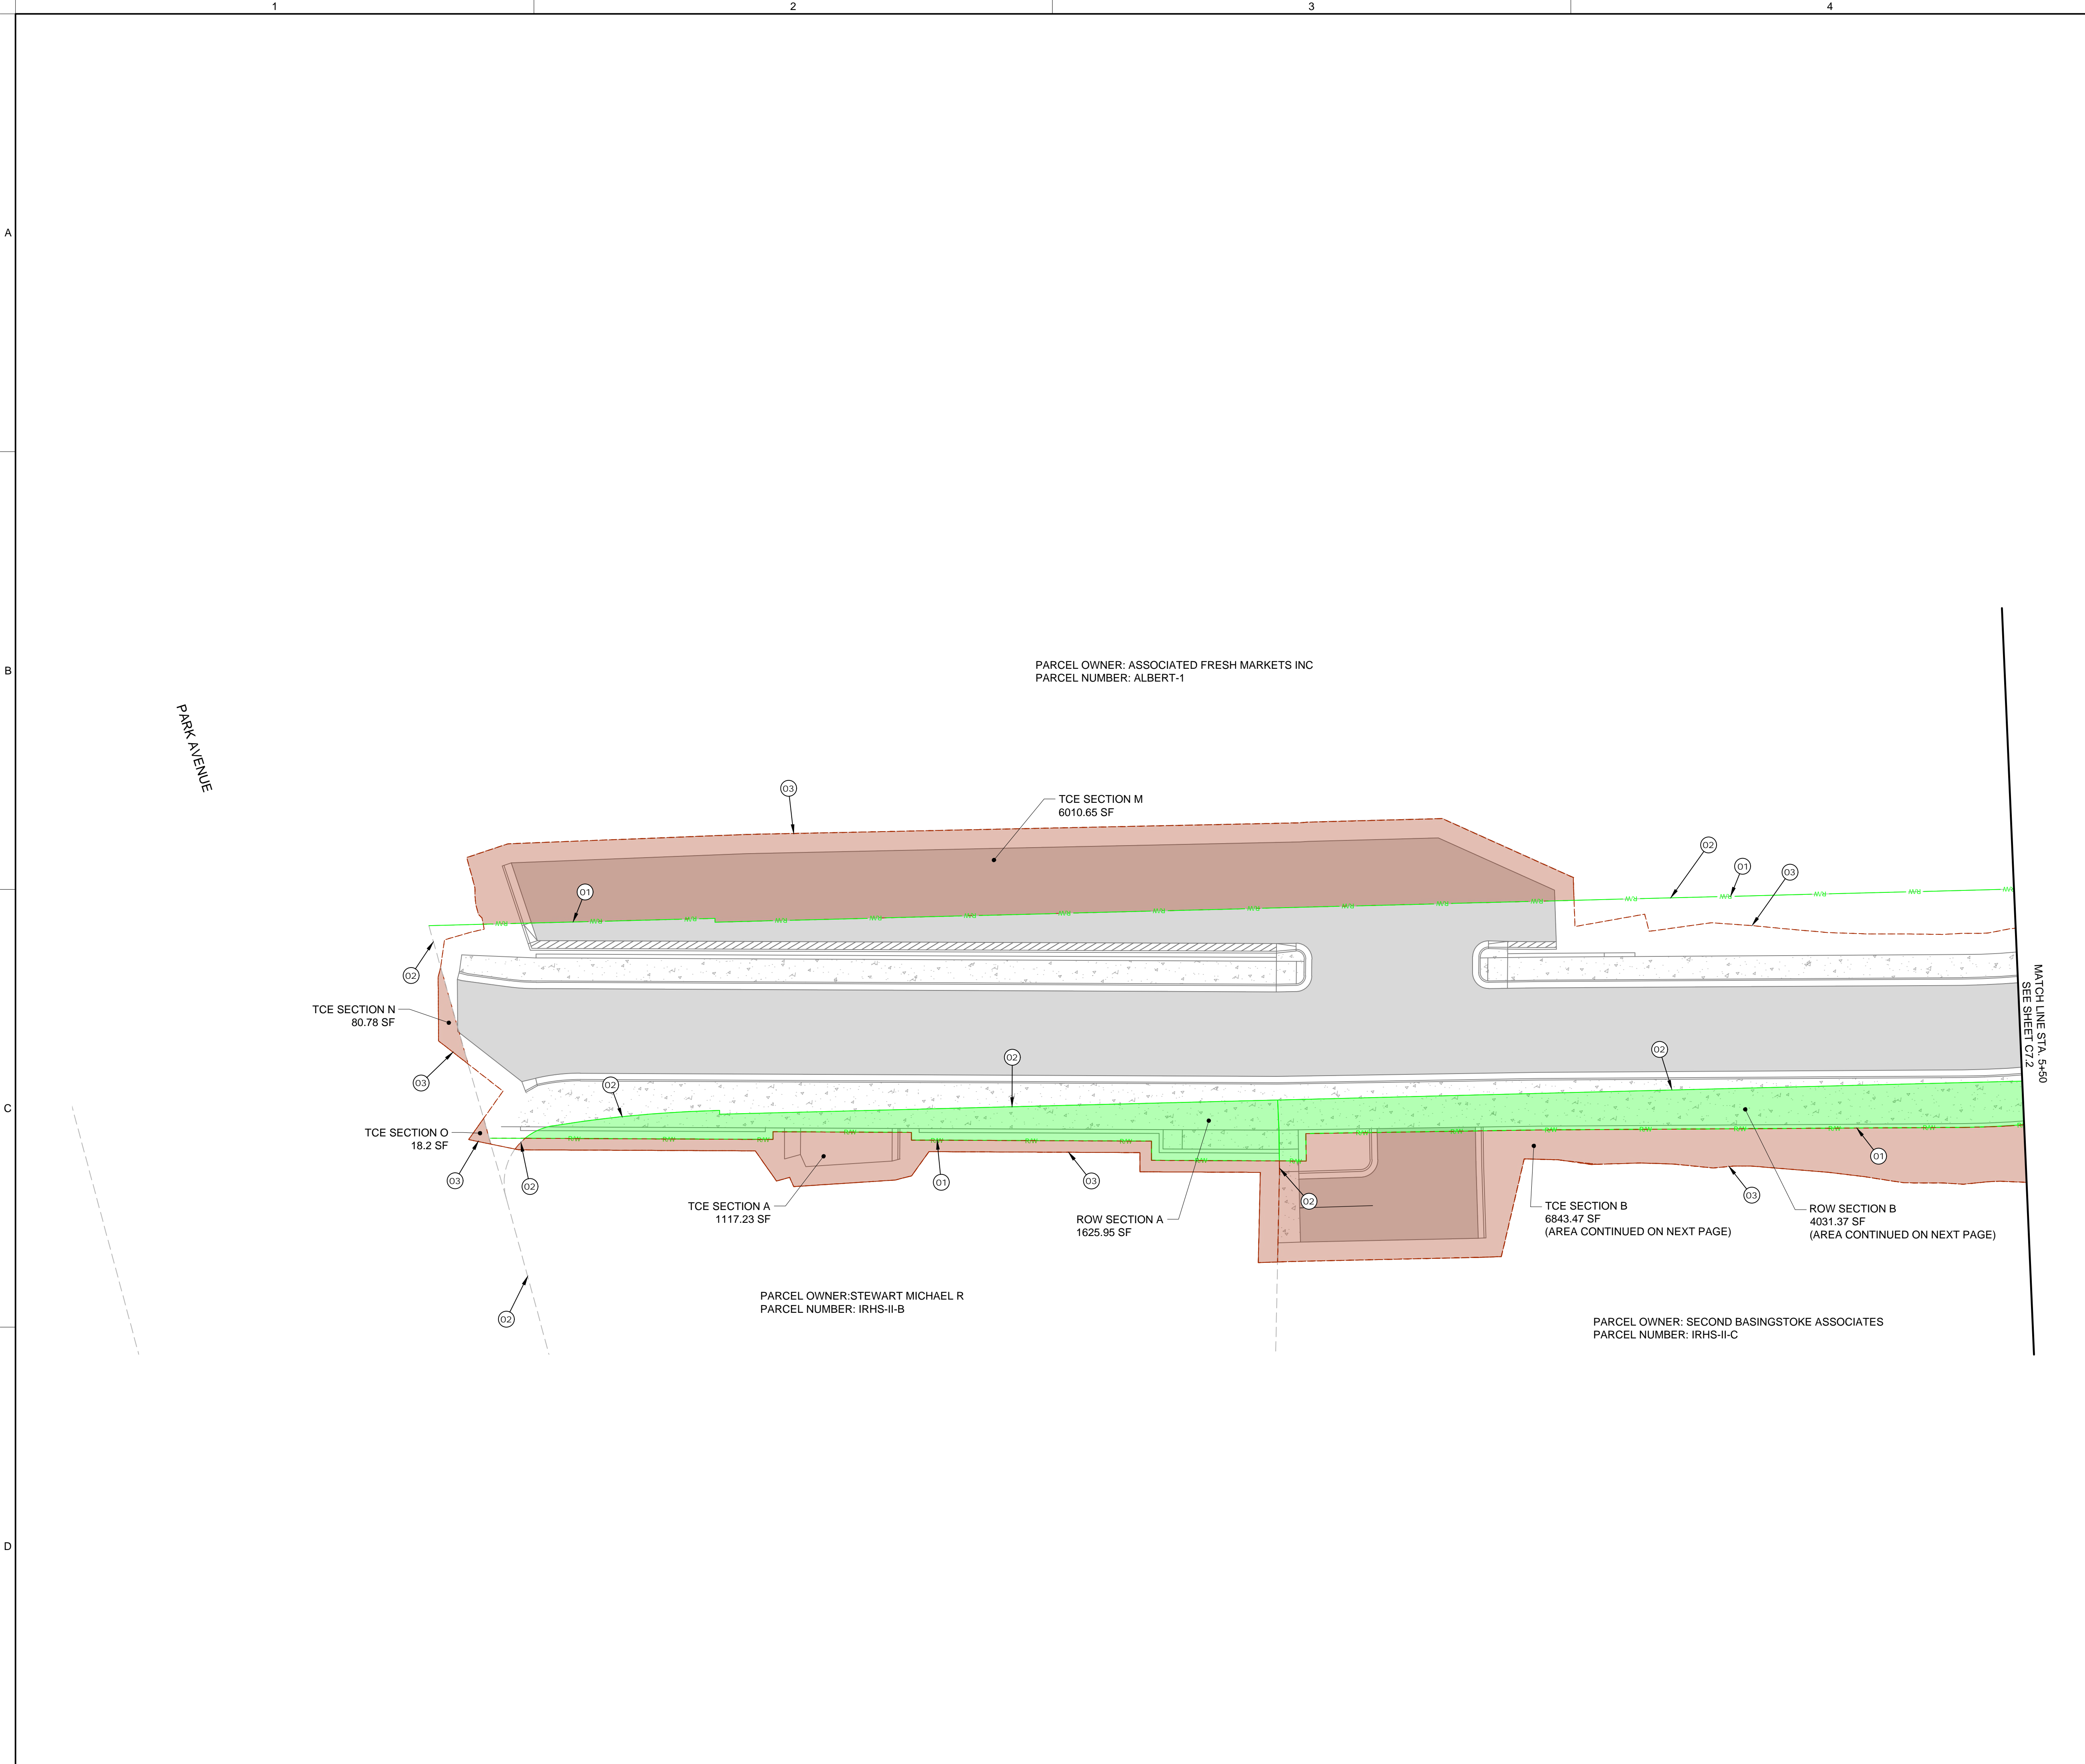 1
2
3
4
A
B
C
D
PARK AVENUE
PARCEL OWNER: ASSOCIATED FRESH MARKETS INC
PARCEL NUMBER: ALBERT-1
03
TCE SECTION M
6010.65 SF
02
01
03
01
02
TCE SECTION N
80.78 SF
03
02
02
02
MATCH LINE STA. 5+50
SEE SHEET C7.2
TCE SECTION O
18.2 SF
03
02
01
03
02
01
03
TCE SECTION A
1117.23 SF
ROW SECTION A
1625.95 SF
TCE SECTION B
6843.47 SF
(AREA CONTINUED ON NEXT PAGE)
ROW SECTION B
4031.37 SF
(AREA CONTINUED ON NEXT PAGE)
02
PARCEL OWNER:STEWART MICHAEL R
PARCEL NUMBER: IRHS-II-B
PARCEL OWNER: SECOND BASINGSTOKE ASSOCIATES
PARCEL NUMBER: IRHS-II-C